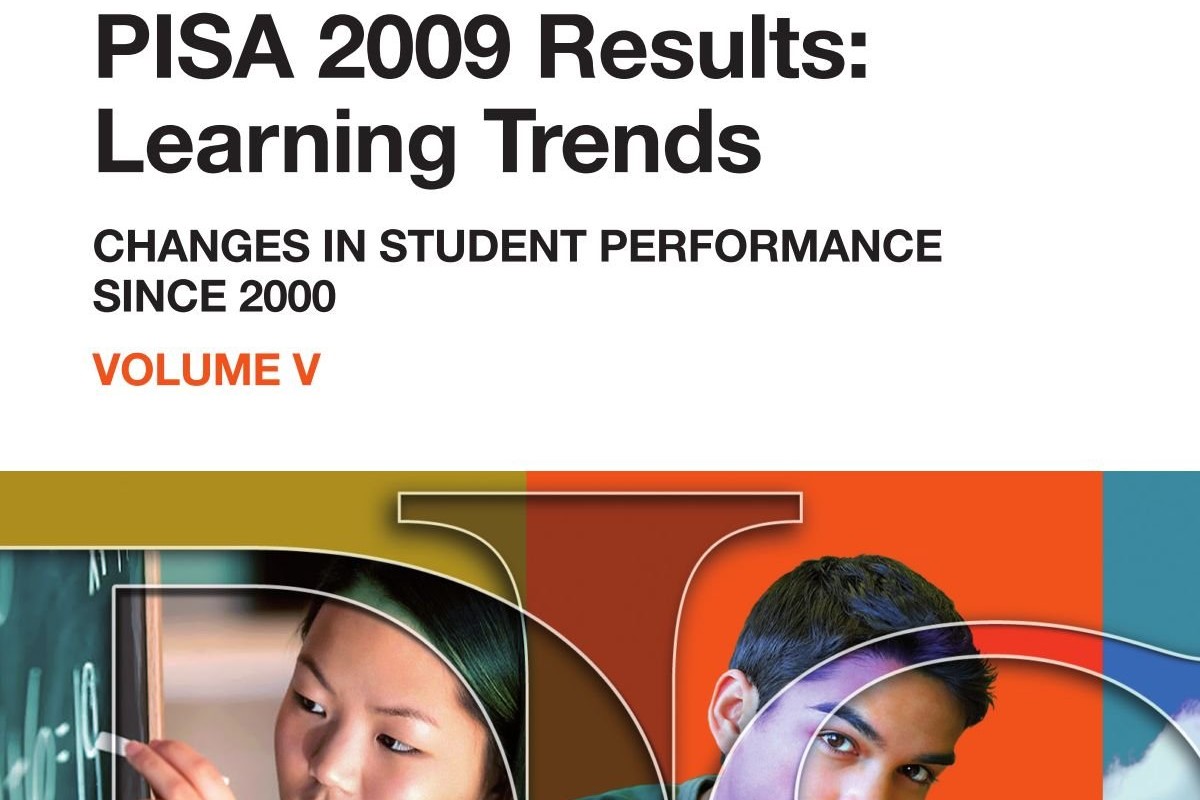 PISA 2009 Results:
Learning Trends
CHANGES IN STUDENT PERFORMANCE
SINCE 2000
VOLUME V